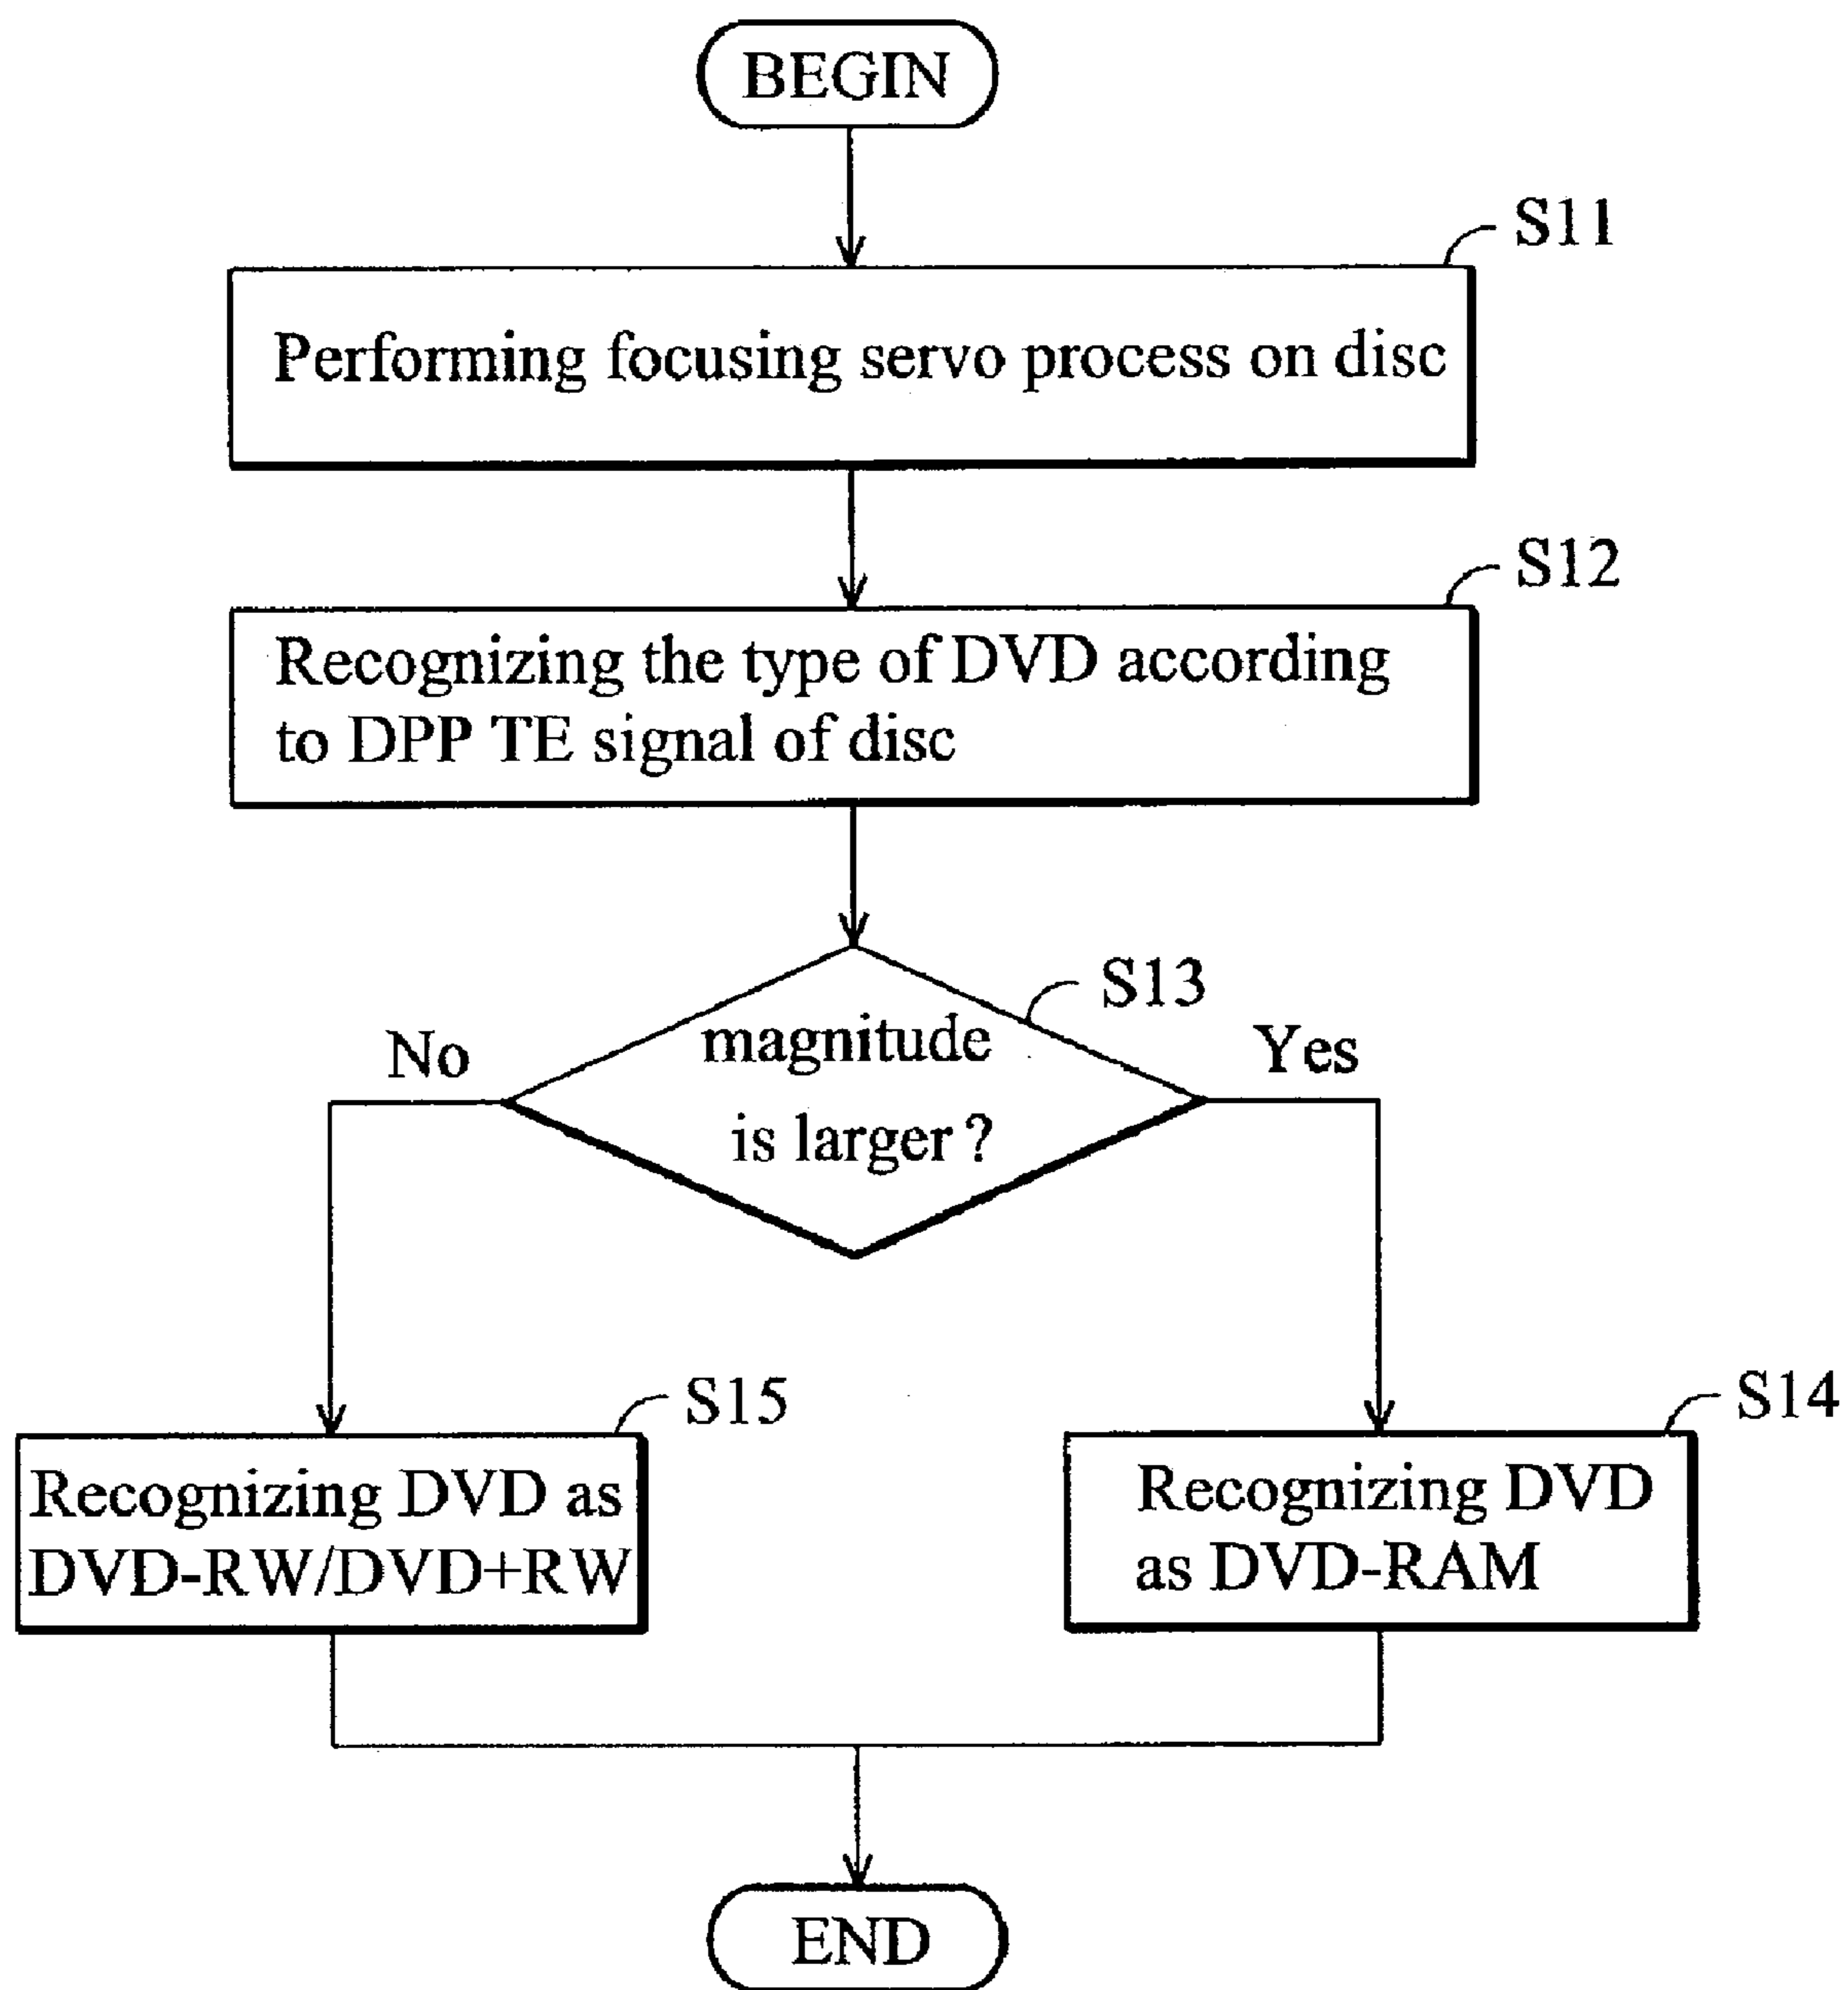 BEGIN
S11
Performing focusing servo process on disc
S12
Recognizing the type of DVD according
to DPP TE signal of disc
S13
No
magnitude
is larger?
Yes
S15
Recognizing DVD as
DVD-RW/DVD+RW
S14
Recognizing DVD
as DVD-RAM
END